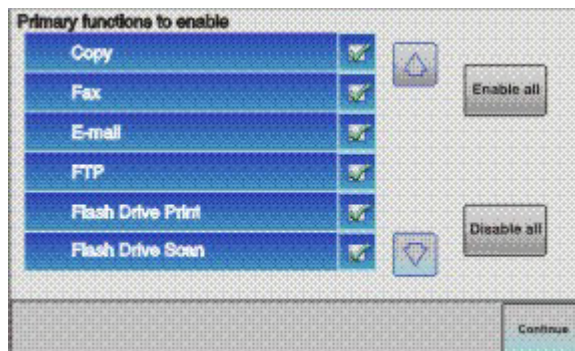 Primary functions to enable
Copy
Fax
Enable all
E-mail
FTP
Flash Drive Print
Disable all
Flash Drive Scan
Continue